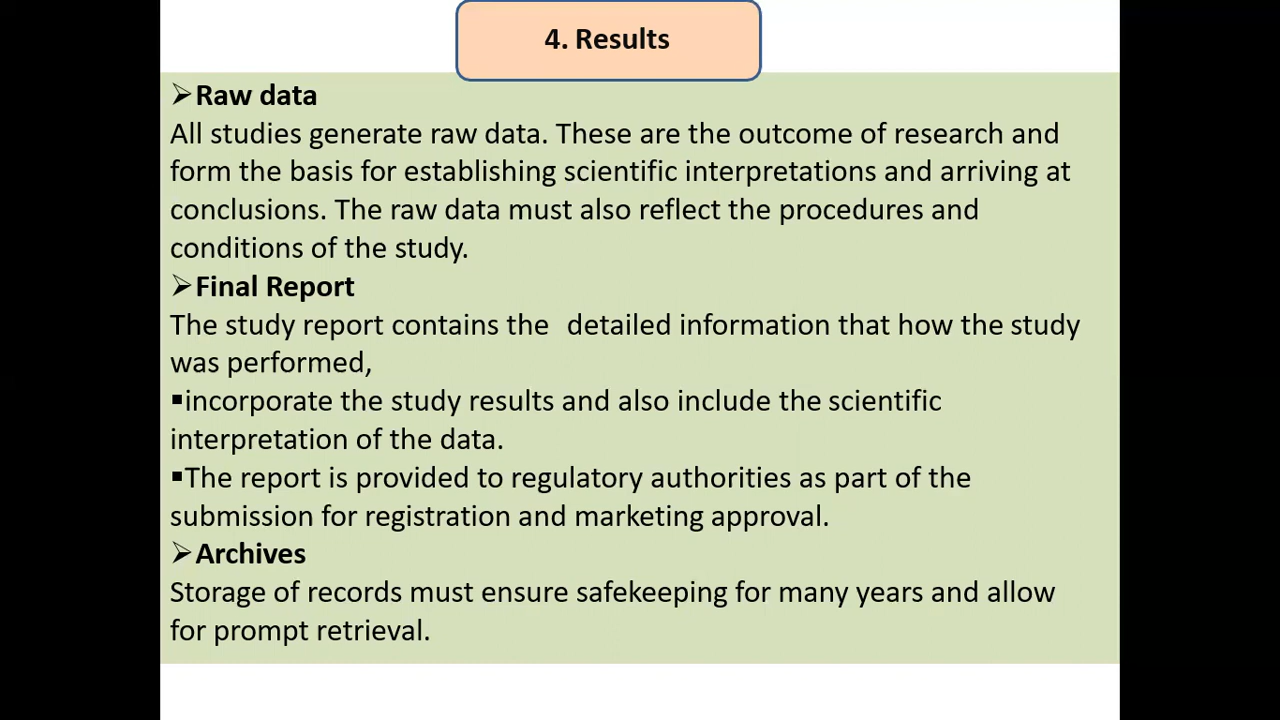 4. Results
➢Raw data
All studies generate raw data. These are the outcome of research and
form the basis for establishing scientific interpretations and arriving at
conclusions. The raw data must also reflect the procedures and
conditions of the study.
➢Final Report
The study report contains the  detailed information that how the study
was performed,
▪incorporate the study results and also include the scientific
interpretation of the data.
▪The report is provided to regulatory authorities as part of the
submission for registration and marketing approval.
➢Archives
Storage of records must ensure safekeeping for many years and allow
for prompt retrieval.